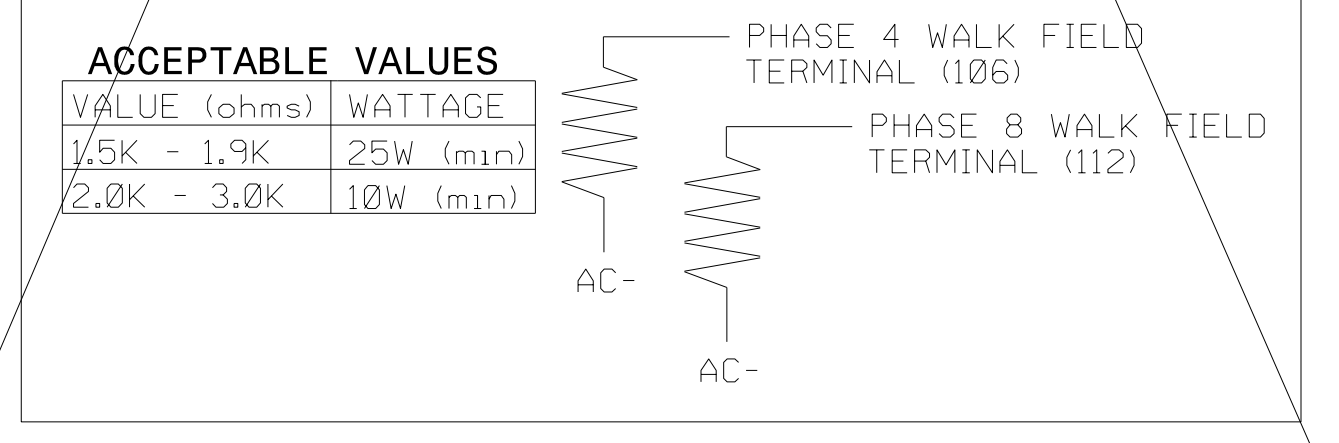 ACCEPTABLE VALUES
VALUE (ohms) WATTAGE
1.5K - 1.9K 25W (min)
2.0K - 3.0K 10W (min)
PHASE 4 WALK FIELD
TERMINAL (106)
PHASE 8 WALK FIELD
TERMINAL (112)
AC-
AC-